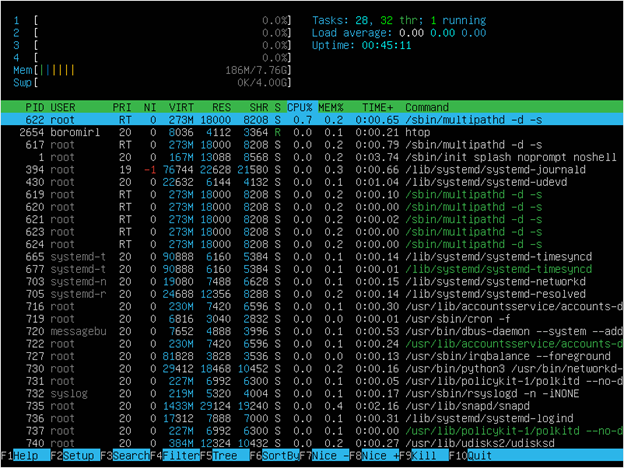 1 [ 0.0%] Tasks: 28, 32 thr; 1 running
2 [ 0.0%] Load average: 0.00 0.00 0.00
3 [ 0.0%] Uptime: 00:45:11
4 [ 0.0%]
Mem[|||||| 186M/7.76G]
Swp[ 0K/4.00G]
PID USER PRI NI VIRT RES SHR S CPU% MEM% TIME+ Command
622 root RT 0 273M 18000 8208 S 0.7 0.2 0:00.65 /sbin/multipathd -d -s
2654 boromirl 20 0 8036 4112 3364 R 0.0 0.1 0:00.21 htop
617 root RT 0 273M 18000 8208 S 0.0 0.2 0:00.79 /sbin/multipathd -d -s
1 root 20 0 167M 13088 8568 S 0.0 0.2 0:03.74 /sbin/init splash noprompt noshell
394 root 19 -1 76744 22628 21580 S 0.0 0.3 0:00.66 /lib/systemd/systemd-journald
430 root 20 0 22632 6144 4132 S 0.0 0.1 0:01.04 /lib/systemd/systemd-udevd
619 root RT 0 273M 18000 8208 S 0.0 0.2 0:00.10 /sbin/multipathd -d -s
620 root RT 0 273M 18000 8208 S 0.0 0.2 0:00.00 /sbin/multipathd -d -s
621 root RT 0 273M 18000 8208 S 0.0 0.2 0:00.02 /sbin/multipathd -d -s
623 root RT 0 273M 18000 8208 S 0.0 0.2 0:00.00 /sbin/multipathd -d -s
624 root RT 0 273M 18000 8208 S 0.0 0.2 0:00.00 /sbin/multipathd -d -s
665 systemd-t 20 0 90888 6160 5384 S 0.0 0.1 0:00.14 /lib/systemd/systemd-timesyncd
677 systemd-t 20 0 90888 6160 5384 S 0.0 0.1 0:00.01 /lib/systemd/systemd-timesyncd
703 systemd-n 20 0 19080 7488 6628 S 0.0 0.1 0:00.15 /lib/systemd/systemd-networkd
705 systemd-r 20 0 24688 12356 8288 S 0.0 0.2 0:00.14 /lib/systemd/systemd-resolved
716 root 20 0 230M 7420 6596 S 0.0 0.1 0:00.30 /usr/lib/accountsservice/accounts-d
719 root 20 0 6816 3040 2832 S 0.0 0.0 0:00.01 /usr/sbin/cron -f
720 messagebu 20 0 7652 4888 3996 S 0.0 0.1 0:00.53 /usr/bin/dbus-daemon --system --add
722 root 20 0 230M 7420 6596 S 0.0 0.1 0:00.24 /usr/lib/accountsservice/accounts-d
727 root 20 0 81828 3828 3536 S 0.0 0.0 0:00.13 /usr/sbin/irqbalance --foreground
730 root 20 0 29412 18468 10452 S 0.0 0.2 0:00.16 /usr/bin/python3 /usr/bin/networkd-
731 root 20 0 227M 6992 6300 S 0.0 0.1 0:00.05 /usr/lib/policykit-1/polkitd --no-d
732 syslog 20 0 219M 5320 4004 S 0.0 0.1 0:00.17 /usr/sbin/rsyslogd -n -iNONE
735 root 20 0 1433M 29124 19240 S 0.0 0.4 0:02.16 /usr/lib/snapd/snapd
736 root 20 0 17312 7888 7000 S 0.0 0.1 0:00.31 /lib/systemd/systemd-logind
737 root 20 0 227M 6992 6300 S 0.0 0.1 0:00.00 /usr/lib/policykit-1/polkitd --no-d
740 root 20 0 384M 12324 10432 S 0.0 0.2 0:00.27 /usr/lib/udisks2/udisksd
F1Help F2Setup F3SearchF4FilterF5Tree F6SortByF7Nice -F8Nice +F9Kill F10Quit